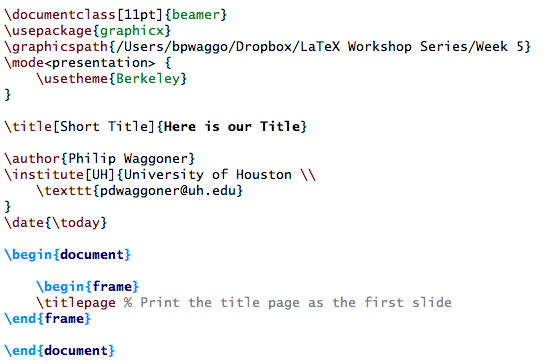 \documentclass[11pt]{beamer}
\usepackage{graphicx}
\graphicspath{/Users/bpwaggo/Dropbox/LaTeX Workshop Series/Week 5}
\mode<presentation> {
    \usetheme{Berkeley}
}

\title[Short Title]{Here is our Title}

\author{Philip Waggoner}
\institute[UH]{University of Houston \\
    \texttt{pdwaggoner@uh.edu}
}
\date{\today}

\begin{document}

    \begin{frame}
    \titlepage % Print the title page as the first slide
\end{frame}

\end{document}